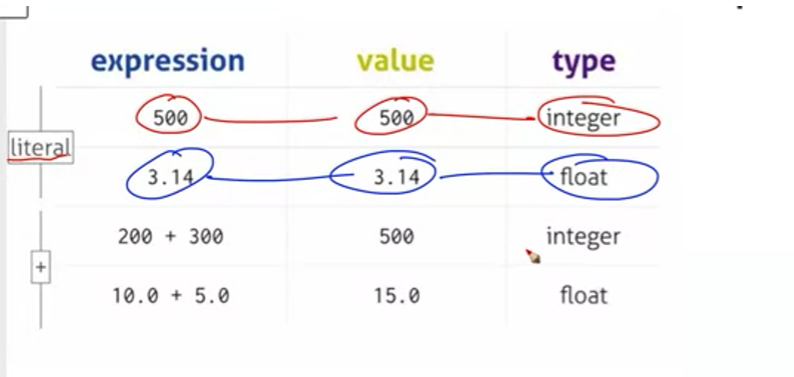 expression value type
500 500 integer
literal
3.14 3.14 float
200 + 300 500 integer
+
10.0 + 5.0 15.0 float